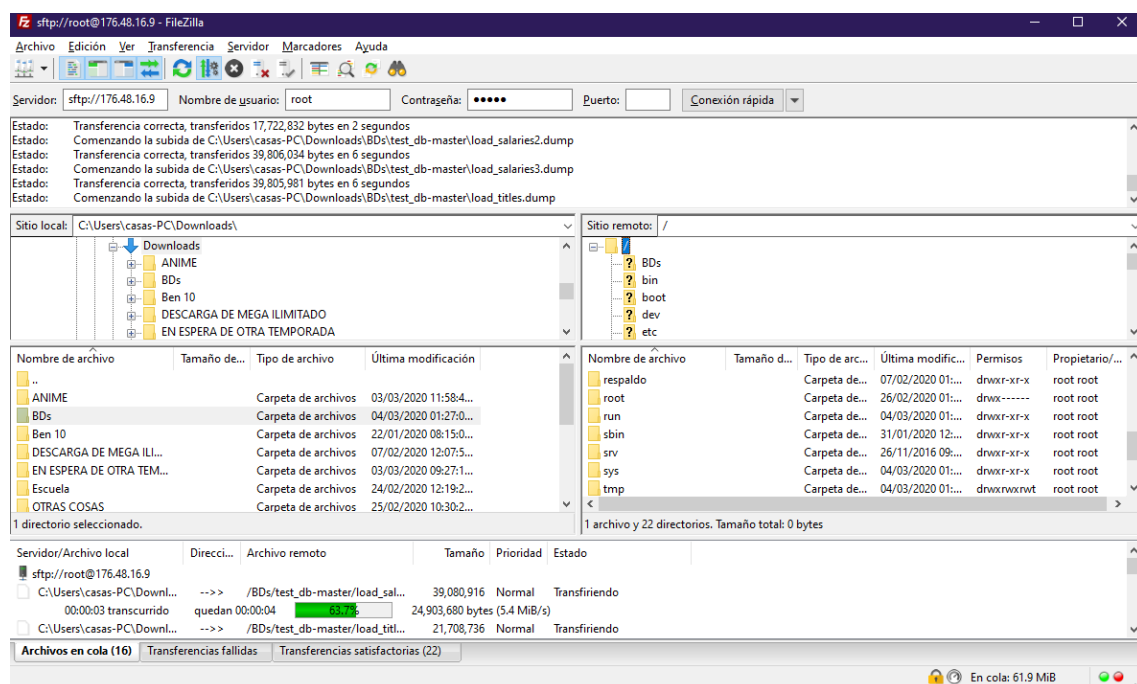 sftp://root@176.48.16.9 - FileZilla
Archivo Edición Ver Transferencia Servidor Marcadores Ayuda
Servidor: sftp://176.48.16.9 Nombre de usuario: root Contraseña: ●●●●● Puerto: Conexión rápida
Estado: Transferencia correcta, transferidos 17,722,832 bytes en 2 segundos
Estado: Comenzando la subida de C:\Users\casas-PC\Downloads\BDs\test_db-master\load_salaries2.dump
Estado: Transferencia correcta, transferidos 39,806,034 bytes en 6 segundos
Estado: Comenzando la subida de C:\Users\casas-PC\Downloads\BDs\test_db-master\load_salaries3.dump
Estado: Transferencia correcta, transferidos 39,805,981 bytes en 6 segundos
Estado: Comenzando la subida de C:\Users\casas-PC\Downloads\BDs\test_db-master\load_titles.dump
Sitio local: C:\Users\casas-PC\Downloads\
Downloads
ANIME
BDs
Ben 10
DESCARGA DE MEGA ILIMITADO
EN ESPERA DE OTRA TEMPORADA
Sitio remoto: /
/
? BDs
? bin
? boot
? dev
? etc
Nombre de archivo Tamaño de... Tipo de archivo Última modificación
..
ANIME Carpeta de archivos 03/03/2020 11:58:4...
BDs Carpeta de archivos 04/03/2020 01:27:0...
Ben 10 Carpeta de archivos 22/01/2020 08:15:0...
DESCARGA DE MEGA ILI... Carpeta de archivos 07/02/2020 12:07:5...
EN ESPERA DE OTRA TEM... Carpeta de archivos 03/03/2020 09:27:1...
Escuela Carpeta de archivos 24/02/2020 12:19:2...
OTRAS COSAS Carpeta de archivos 25/02/2020 10:30:2...
1 directorio seleccionado.
Nombre de archivo Tamaño d... Tipo de arc... Última modific... Permisos Propietario/...
respaldo Carpeta de... 07/02/2020 01:... drwxr-xr-x root root
root Carpeta de... 26/02/2020 01:... drwx------ root root
run Carpeta de... 04/03/2020 01:... drwxr-xr-x root root
sbin Carpeta de... 31/01/2020 12:... drwxr-xr-x root root
srv Carpeta de... 26/11/2016 09:... drwxr-xr-x root root
sys Carpeta de... 04/03/2020 01:... drwxr-xr-x root root
tmp Carpeta de... 04/03/2020 01:... drwxrwxrwt root root
1 archivo y 22 directorios. Tamaño total: 0 bytes
Servidor/Archivo local Direcci... Archivo remoto Tamaño Prioridad Estado
sftp://root@176.48.16.9
C:\Users\casas-PC\Downl... -->> /BDs/test_db-master/load_sal... 39,080,916 Normal Transfiriendo
00:00:03 transcurrido quedan 00:00:04 63.7% 24,903,680 bytes (5.4 MiB/s)
C:\Users\casas-PC\Downl... -->> /BDs/test_db-master/load_titl... 21,708,736 Normal Transfiriendo
Archivos en cola (16) Transferencias fallidas Transferencias satisfactorias (22)
En cola: 61.9 MiB